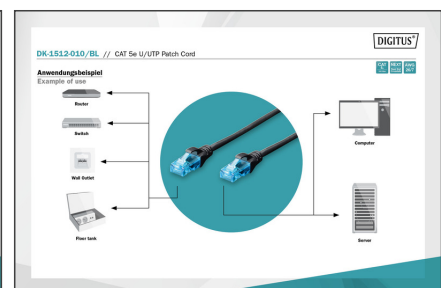 DIGITUS®
DK-1512-010/BL // CAT 5e U/UTP Patch Cord
Anwendungsbeispiel
Example of use
Router
Switch
Wall Outlet
Floor tank
Computer
Server